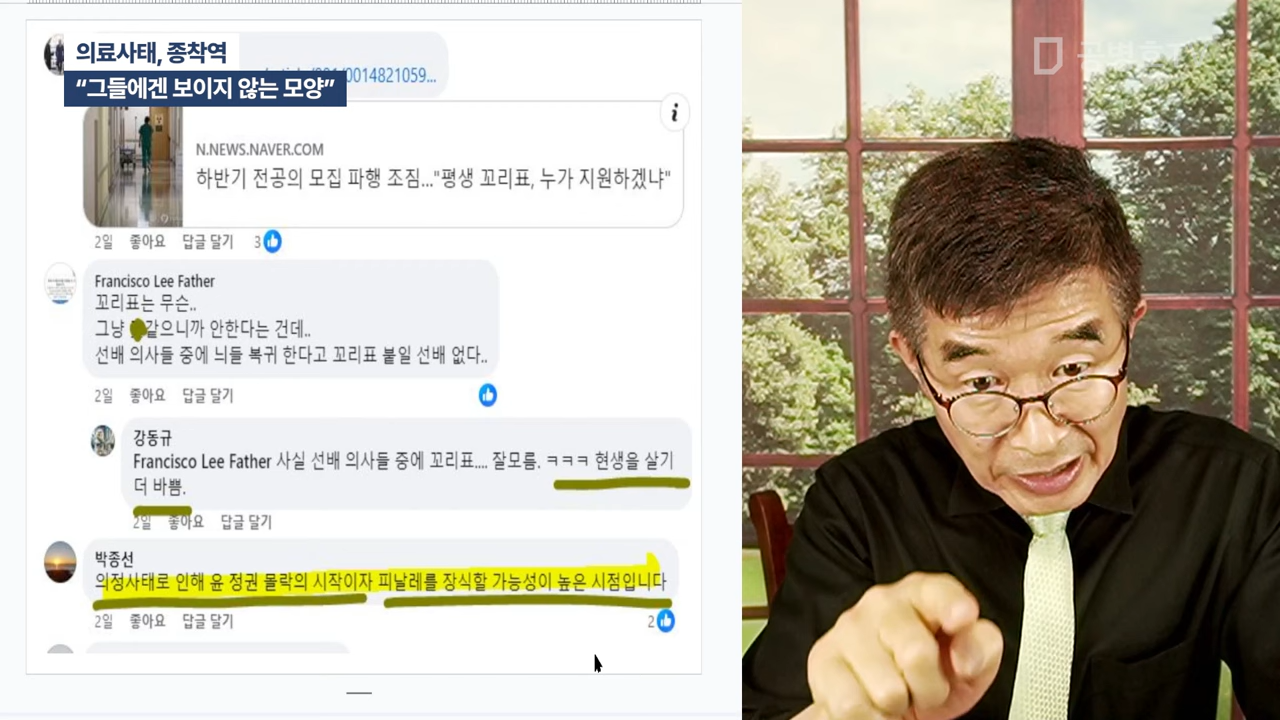 의료사태, 종착역
“그들에겐 보이지 않는 모양”
/0014821059...
N.NEWS.NAVER.COM
하반기 전공의 모집 파행 조짐..."평생 꼬리표, 누가 지원하겠냐"
2일 좋아요 답글 달기 3
Francisco Lee Father
꼬리표는 무슨..
그냥 같으니까 안한다는 건데..
선배 의사들 중에 늬들 복귀 한다고 꼬리표 붙일 선배 없다..
2일 좋아요 답글 달기
강동규
Francisco Lee Father 사실 선배 의사들 중에 꼬리표.... 잘모름. ㅋㅋㅋ 현생을 살기
더 바쁨.
2일 좋아요 답글 달기
박종선
의정사태로 인해 윤 정권 몰락의 시작이자 피날레를 장식할 가능성이 높은 시점입니다
2일 좋아요 답글 달기 2